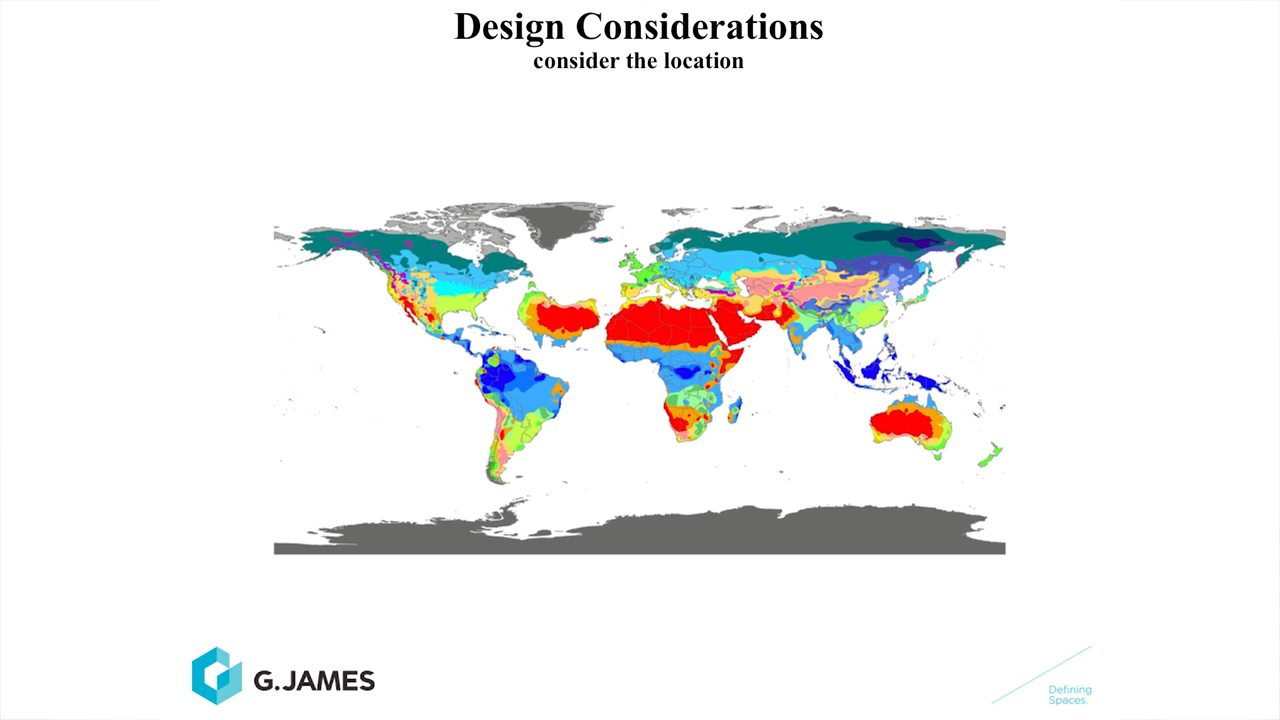 Design Considerations
consider the location
G.JAMES
Defining
Spaces.